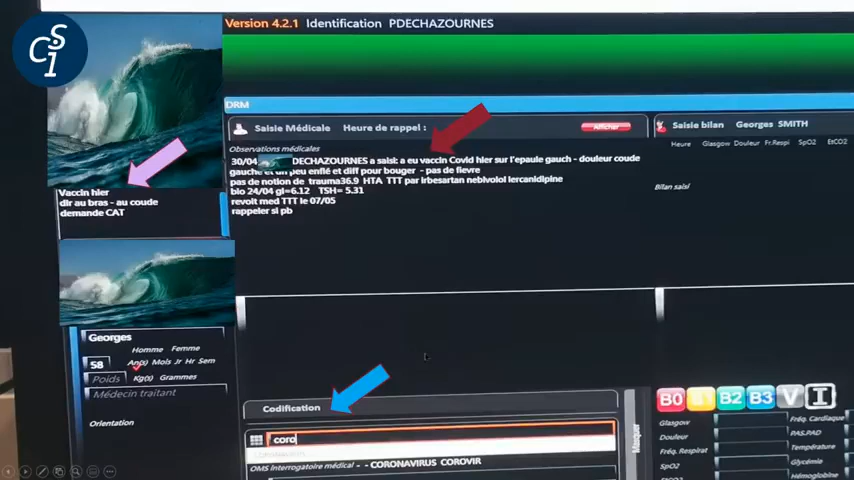 CSI
Version 4.2.1 Identification PDECHAZOURNES
DRM
Saisie Médicale Heure de rappel :
Afficher
Saisie bilan Georges SMITH
Heure Glasgow Douleur Fr.Respi SpO2 EtCO2
Observations médicales
30/04 DECHAZOURNES a saisi: a eu vaccin Covid hier sur l'epaule gauch - douleur coude
gauche et un peu enflé et diff pour bouger - pas de fievre
pas de notion de trauma36.9 HTA TTT par irbesartan nebivolol lercanidipine
bio 24/04 gl=6.12 TSH= 5.31
revoit med TTT le 07/05
rappeler si pb
Bilan saisi
Vaccin hier
dlr au bras - au coude
demande CAT
Georges
Homme Femme
58 An(s) Mois Jr Hr Sem
Poids Kg(s) Grammes
Médecin traitant
Orientation
Codification
coro
OMS Interrogatoire médical - - CORONAVIRUS COROVIR
Masquer
B0 B2 B3 V I
Glasgow
Douleur
Fréq. Respirat
SpO2
Fréq. Cardiaque
PAS.PAD
Température
Glycémie